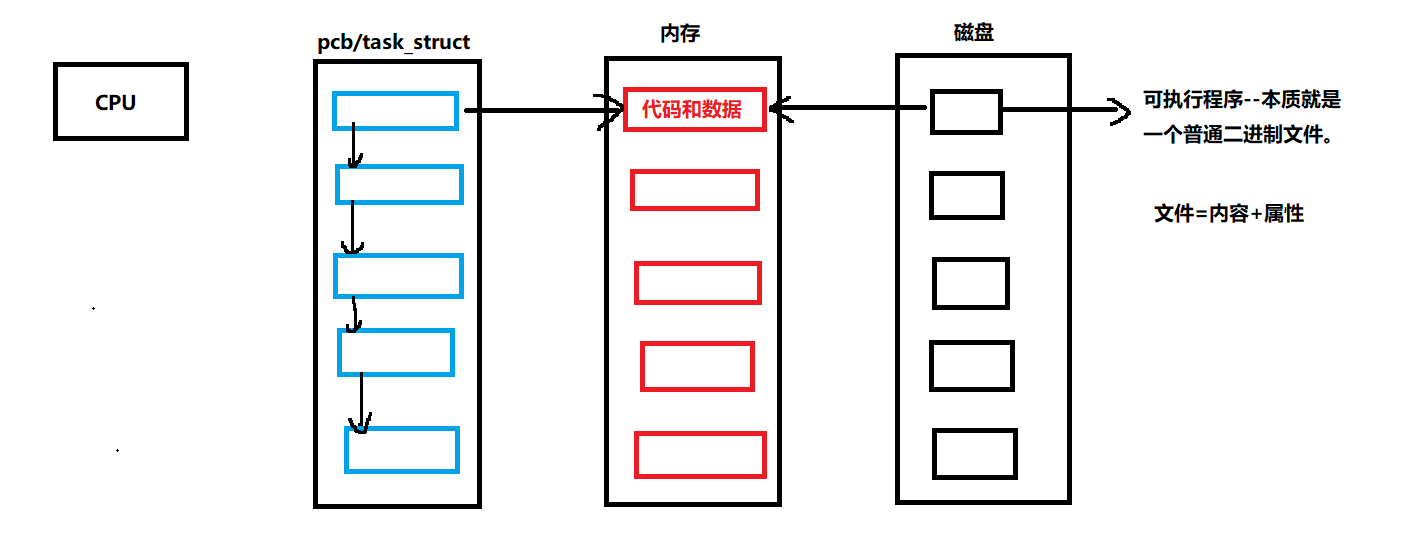 pcb/task_struct
内存
磁盘
CPU
代码和数据
可执行程序--本质就是
一个普通二进制文件。
文件=内容+属性